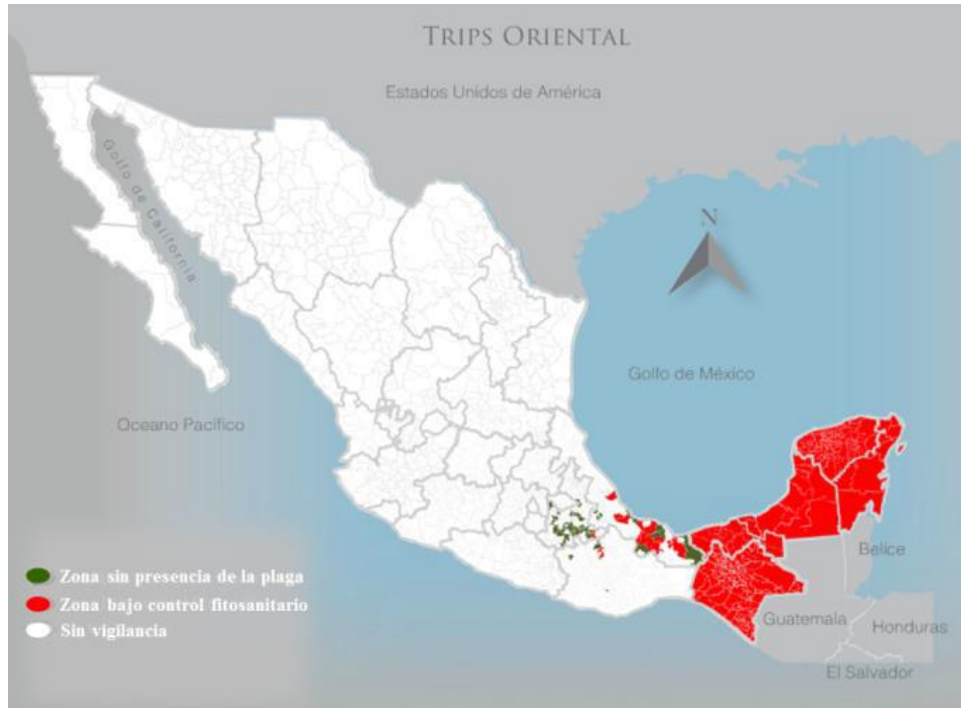 TRIPS ORIENTAL
Estados Unidos de América
Golfo de California
N
Golfo de México
Oceano Pacífico
Belice
Zona sin presencia de la plaga
Zona bajo control fitosanitario
Sin vigilancia
Guatemala
Honduras
El Salvador